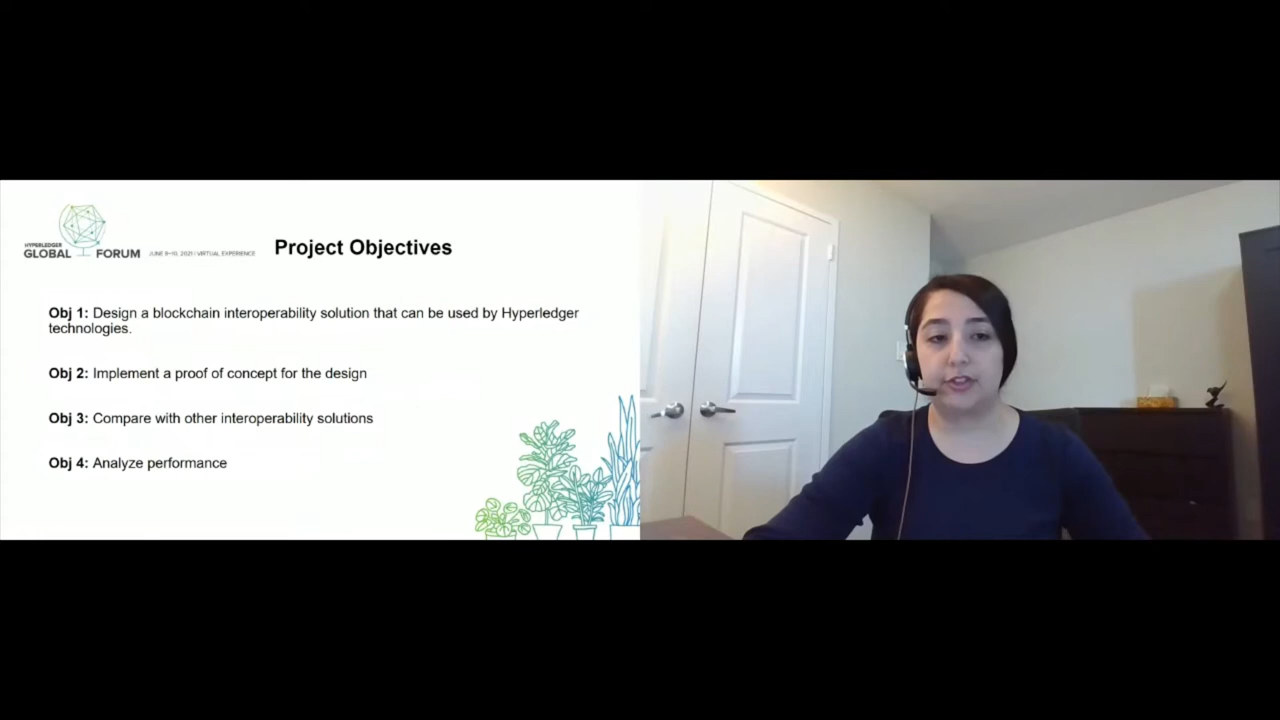 HYPERLEDGER
GLOBAL FORUM
JUNE 8–10, 2021 | VIRTUAL EXPERIENCE
Project Objectives
Obj 1: Design a blockchain interoperability solution that can be used by Hyperledger
technologies.
Obj 2: Implement a proof of concept for the design
Obj 3: Compare with other interoperability solutions
Obj 4: Analyze performance